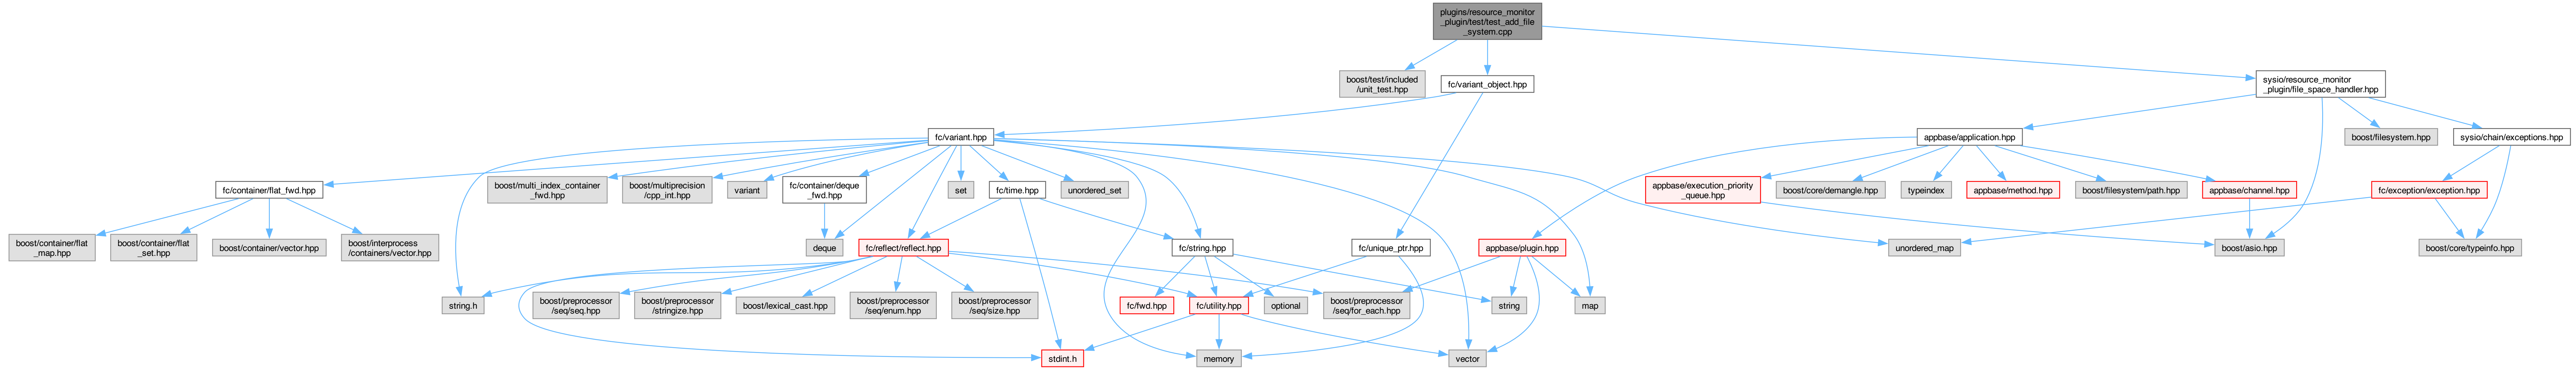 plugins/resource_monitor
_plugin/test/test_add_file
_system.cpp
boost/test/included
/unit_test.hpp
fc/variant_object.hpp
sysio/resource_monitor
_plugin/file_space_handler.hpp
fc/variant.hpp
appbase/application.hpp
boost/filesystem.hpp
sysio/chain/exceptions.hpp
fc/container/flat_fwd.hpp
boost/multi_index_container
_fwd.hpp
boost/multiprecision
/cpp_int.hpp
variant
fc/container/deque
_fwd.hpp
set
fc/time.hpp
unordered_set
appbase/execution_priority
_queue.hpp
boost/core/demangle.hpp
typeindex
appbase/method.hpp
boost/filesystem/path.hpp
appbase/channel.hpp
fc/exception/exception.hpp
boost/container/flat
_map.hpp
boost/container/flat
_set.hpp
boost/container/vector.hpp
boost/interprocess
/containers/vector.hpp
deque
fc/reflect/reflect.hpp
fc/string.hpp
fc/unique_ptr.hpp
appbase/plugin.hpp
unordered_map
boost/asio.hpp
boost/core/typeinfo.hpp
string.h
boost/preprocessor
/seq/seq.hpp
boost/preprocessor
/stringize.hpp
boost/lexical_cast.hpp
boost/preprocessor
/seq/enum.hpp
boost/preprocessor
/seq/size.hpp
fc/fwd.hpp
fc/utility.hpp
optional
boost/preprocessor
/seq/for_each.hpp
string
map
stdint.h
memory
vector